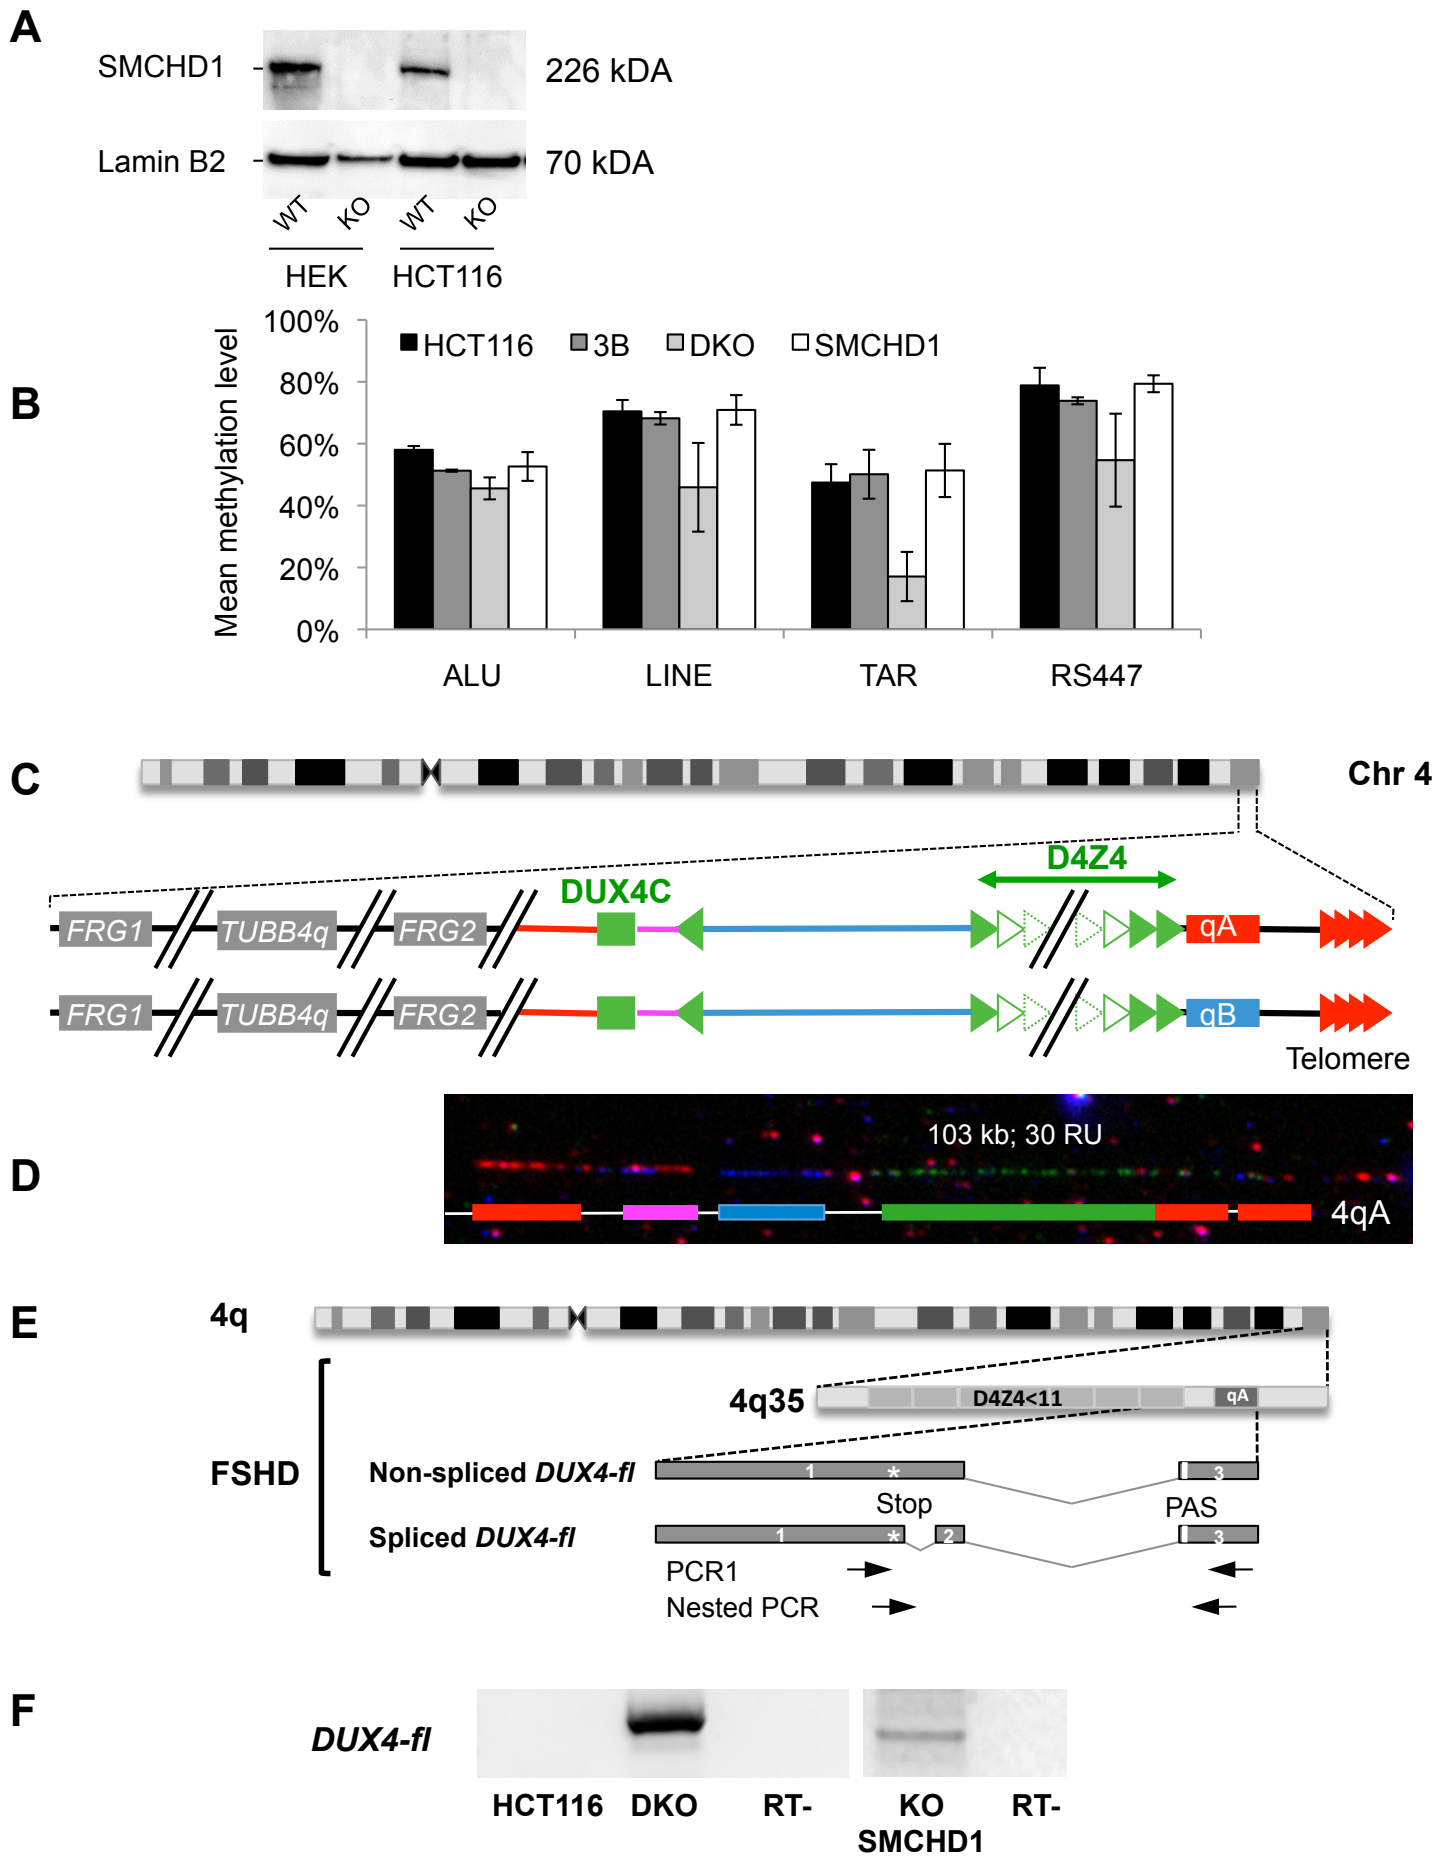 A
SMCHD1
226 kDA
Lamin B2
70 kDA
WT
KO
WT
KO
HEK
HCT116
B
Mean methylation level
100%
80%
60%
40%
20%
0%
HCT116
3B
DKO
SMCHD1
ALU
LINE
TAR
RS447
C
Chr 4
D4Z4
DUX4C
FRG1
TUBB4q
FRG2
qA
FRG1
TUBB4q
FRG2
qB
Telomere
D
103 kb; 30 RU
4qA
E
4q
4q35
D4Z4<11
qA
FSHD
Non-spliced DUX4-fl
1
*
3
Stop
PAS
Spliced DUX4-fl
1
*
2
3
PCR1
Nested PCR
F
DUX4-fl
HCT116
DKO
RT-
KO
SMCHD1
RT-